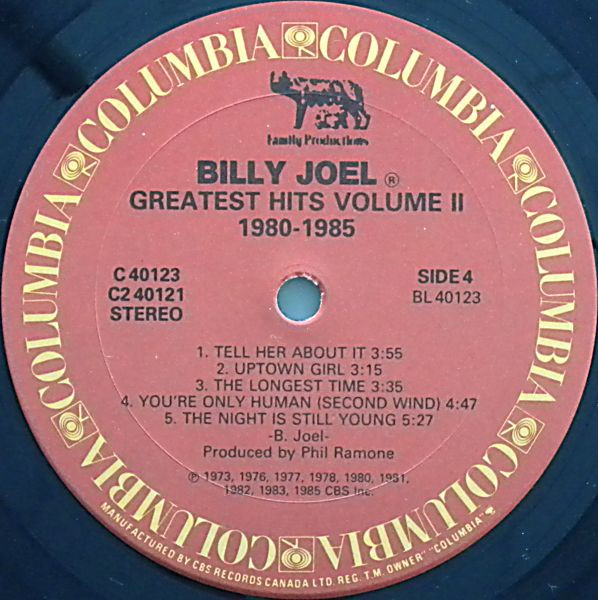 COLUMBIA COLUMBIA COLUMBIA COLUMBIA COLUMBIA COLUMBIA
Family Productions
BILLY JOEL ®
GREATEST HITS VOLUME II
1980-1985
C 40123
C2 40121
STEREO
SIDE 4
BL 40123
1. TELL HER ABOUT IT 3:55
2. UPTOWN GIRL 3:15
3. THE LONGEST TIME 3:35
4. YOU'RE ONLY HUMAN (SECOND WIND) 4:47
5. THE NIGHT IS STILL YOUNG 5:27
-B. Joel-
Produced by Phil Ramone
℗ 1973, 1976, 1977, 1978, 1980, 1981,
1982, 1983, 1985 CBS Inc.
MANUFACTURED BY CBS RECORDS CANADA LTD. REG. T.M. OWNER "COLUMBIA"